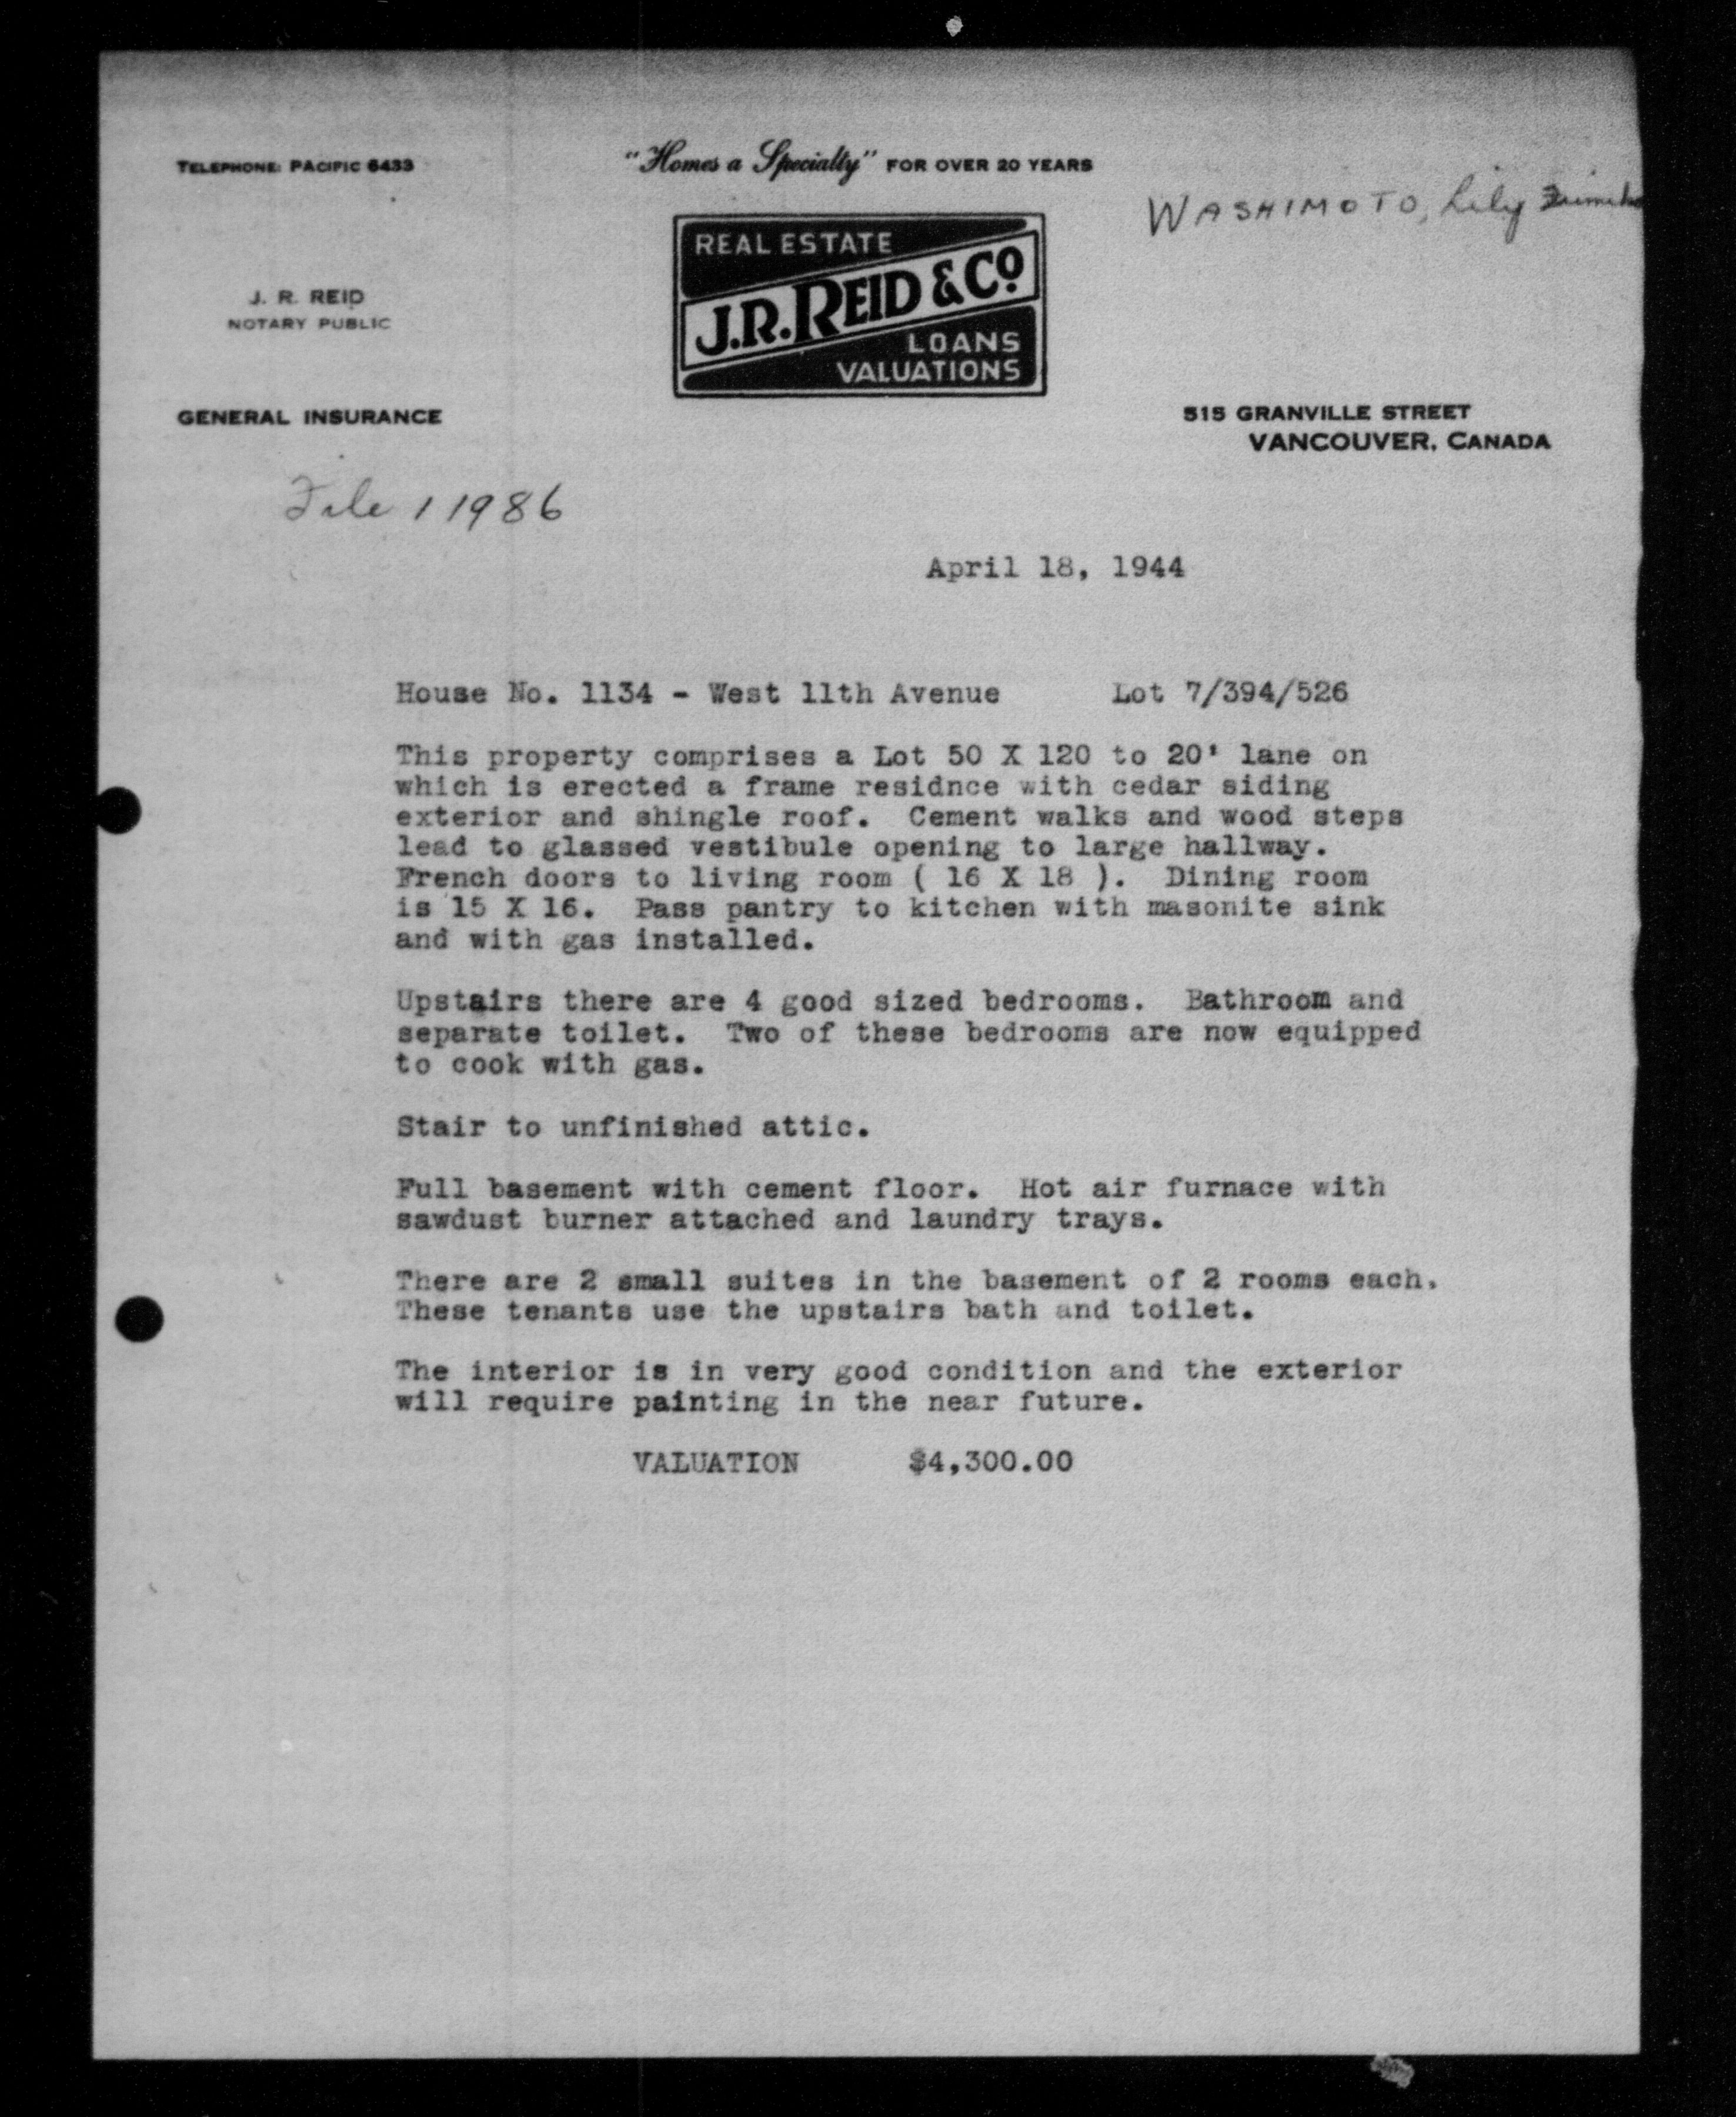 TELEPHONE: PACIFIC 6433
"Homes a Specialty" FOR OVER 20 YEARS
WASHIMOTO, Lily Fumiko
REAL ESTATE
J.R. REID & Co.
LOANS
VALUATIONS
J. R. REID
NOTARY PUBLIC
GENERAL INSURANCE
515 GRANVILLE STREET
VANCOUVER, CANADA
File 11986
April 18, 1944
House No. 1134 - West 11th Avenue Lot 7/394/526
This property comprises a Lot 50 X 120 to 20' lane on
which is erected a frame residnce with cedar siding
exterior and shingle roof. Cement walks and wood steps
lead to glassed vestibule opening to large hallway.
French doors to living room ( 16 X 18 ). Dining room
is 15 X 16. Pass pantry to kitchen with masonite sink
and with gas installed.
Upstairs there are 4 good sized bedrooms. Bathroom and
separate toilet. Two of these bedrooms are now equipped
to cook with gas.
Stair to unfinished attic.
Full basement with cement floor. Hot air furnace with
sawdust burner attached and laundry trays.
There are 2 small suites in the basement of 2 rooms each.
These tenants use the upstairs bath and toilet.
The interior is in very good condition and the exterior
will require painting in the near future.
VALUATION $4,300.00